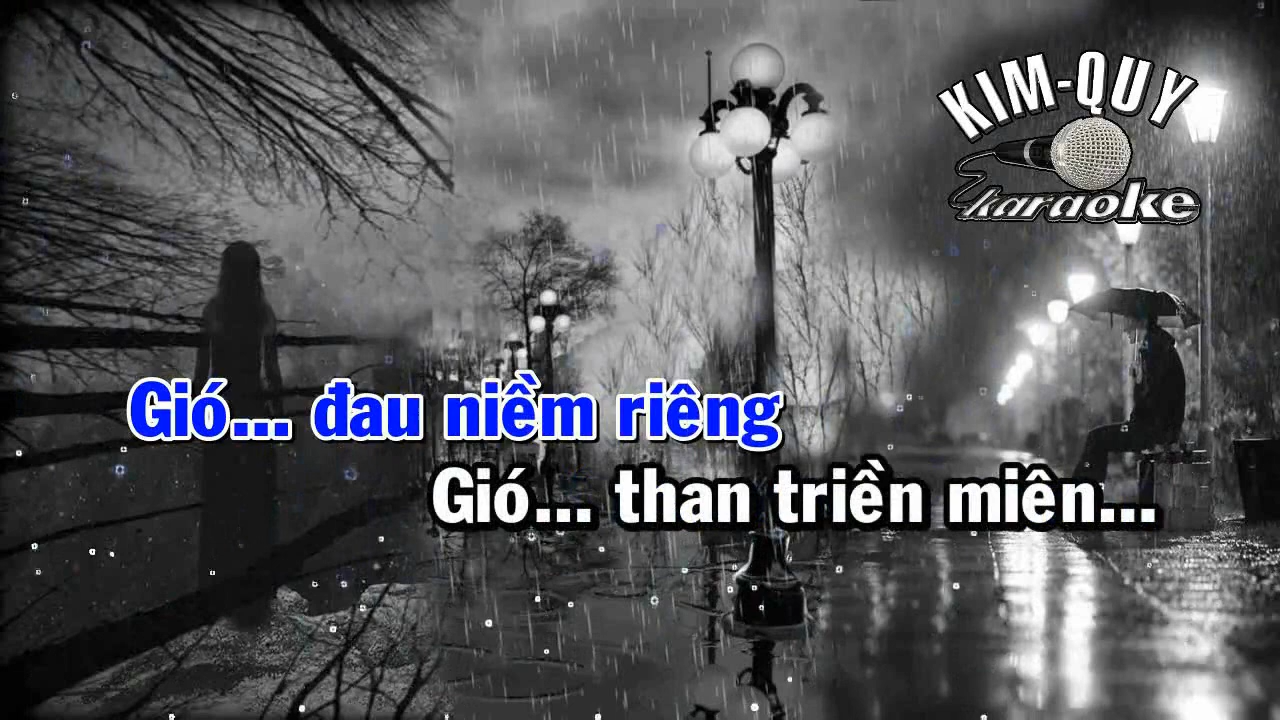 KIM-QUY
karaoke
Gió... đau niềm riêng
Gió... than triền miên...